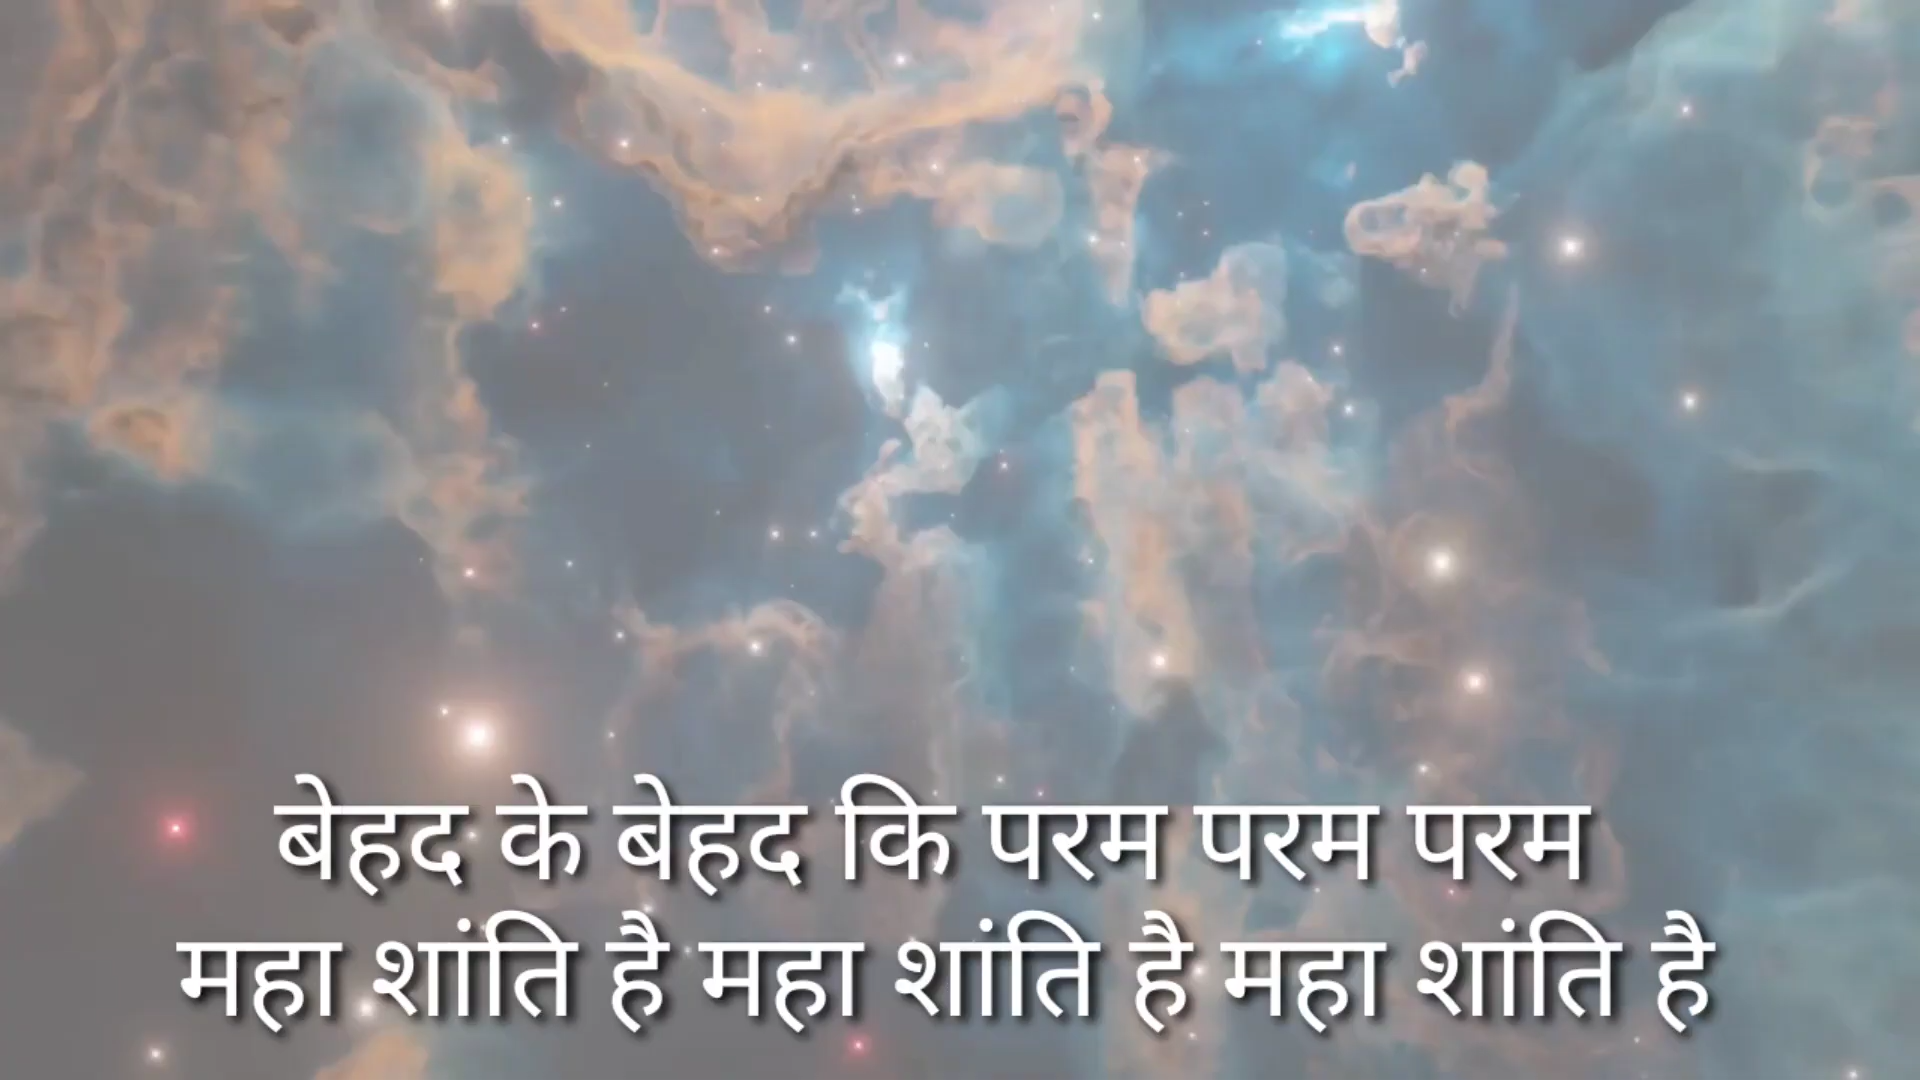 बेहद के बेहद कि परम परम परम
महा शांति है महा शांति है महा शांति है